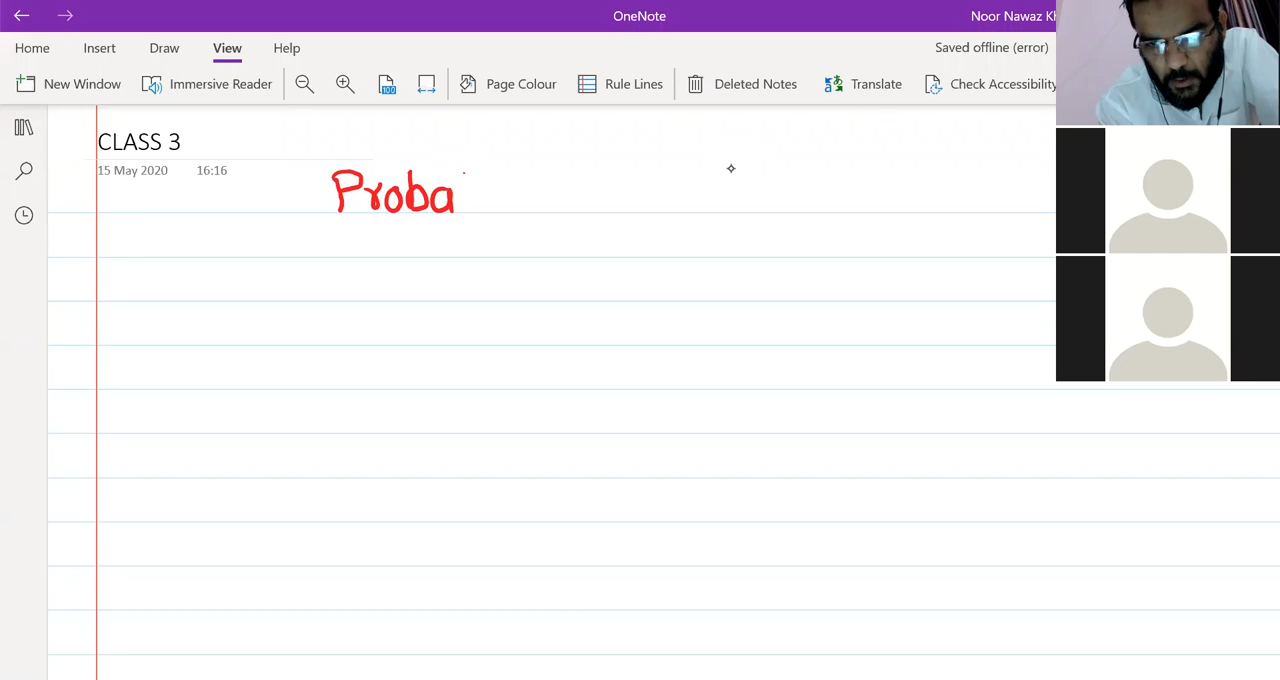 OneNote
Noor Nawaz
Home Insert Draw View Help
Saved offline (error)
New Window Immersive Reader 100 Page Colour Rule Lines Deleted Notes Translate Check Accessibility
CLASS 3
15 May 2020 16:16
Proba